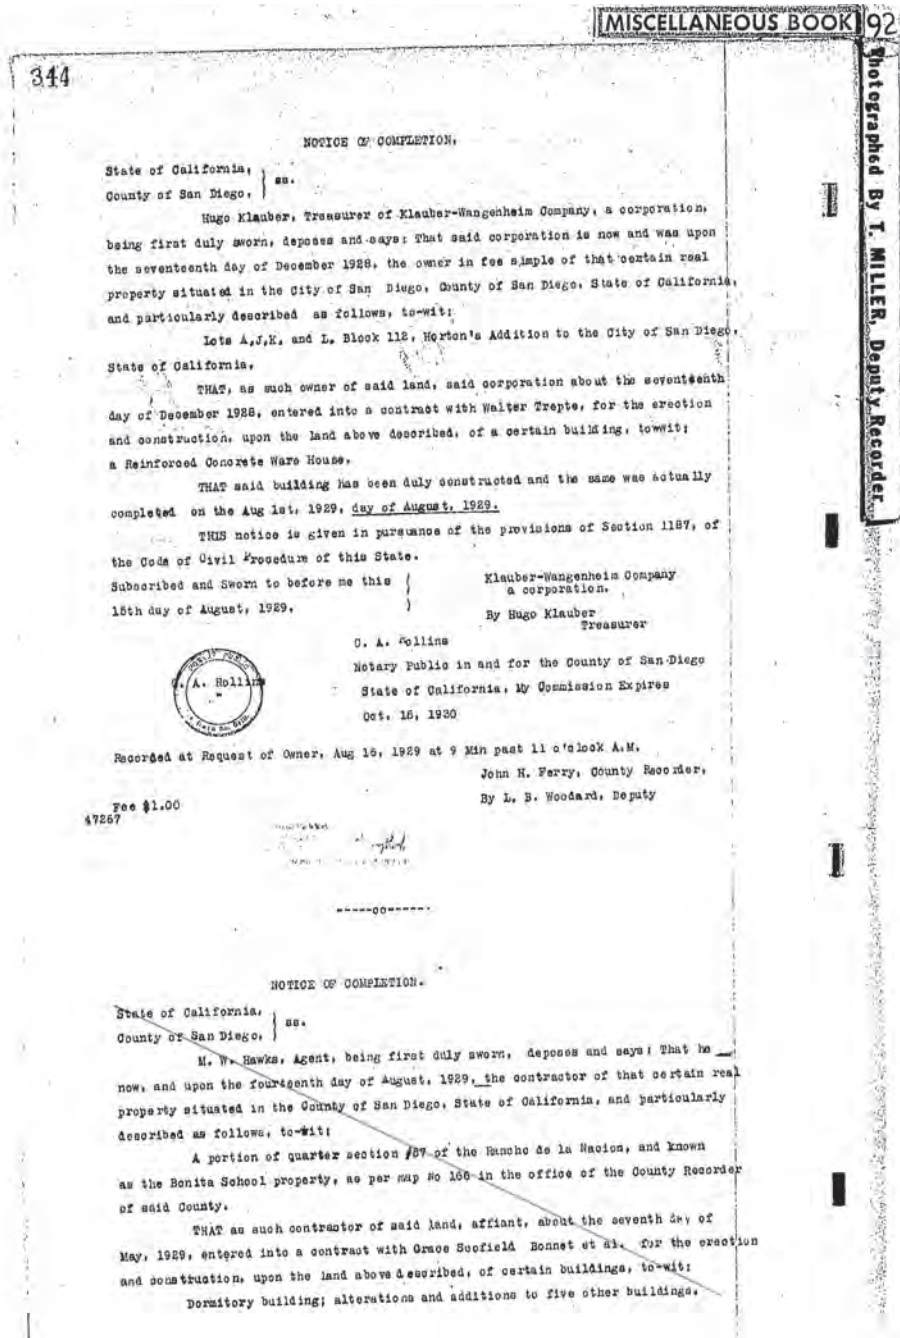 MISCELLANEOUS BOOK 92
Photographed By T. MILLER, Deputy Recorder
344
NOTICE OF COMPLETION.
State of California, } ss.
County of San Diego, }
Hugo Klauber, Treasurer of Klauber-Wangenheim Company, a corporation,
being first duly sworn, deposes and says: That said corporation is now and was upon
the seventeenth day of December 1928, the owner in fee simple of that certain real
property situated in the City of San Diego, County of San Diego, State of California,
and particularly described as follows, to-wit:
Lots A,J,K, and L, Block 112, Horton's Addition to the City of San Diego,
State of California.
THAT, as such owner of said land, said corporation about the seventeenth
day of December 1928, entered into a contract with Walter Trepte, for the erection
and construction, upon the land above described, of a certain building, towwit;
a Reinforced Concrete Ware House.
THAT said building has been duly constructed and the same was actually
completed on the Aug 1st, 1929, day of August, 1929.
THIS notice is given in pursuance of the provisions of Section 1187, of
the Code of Civil Procedure of this State.
Subscribed and Sworn to before me this
15th day of August, 1929.
Klauber-Wangenheim Company
a corporation.
By Hugo Klauber
Treasurer
C. A. Rollins
Notary Public in and for the County of San Diego
State of California, My Commission Expires
Oct. 15, 1930
NOTARY PUBLIC
C. A. Rollins
Recorded at Request of Owner, Aug 15, 1929 at 9 Min past 11 o'clock A.M.
John H. Ferry, County Recorder,
By L. B. Woodard, Deputy
Fee $1.00
47267
-----oo------
NOTICE OF COMPLETION.
State of California, } ss.
County of San Diego, }
M. W. Hawks, Agent, being first duly sworn, deposes and says: That he __
now, and upon the fourteenth day of August, 1929, the contractor of that certain real
property situated in the County of San Diego, State of California, and particularly
described as follows, to-wit:
A portion of quarter section #87 of the Rancho de la Nacion, and known
as the Bonita School property, as per map No 166 in the office of the County Recorder
of said County.
THAT as such contractor of said land, affiant, about the seventh day of
May, 1929, entered into a contract with Grace Scofield Bonnet et al. for the erection
and construction, upon the land above described, of certain buildings, to-wit:
Dormitory building; alterations and additions to five other buildings.